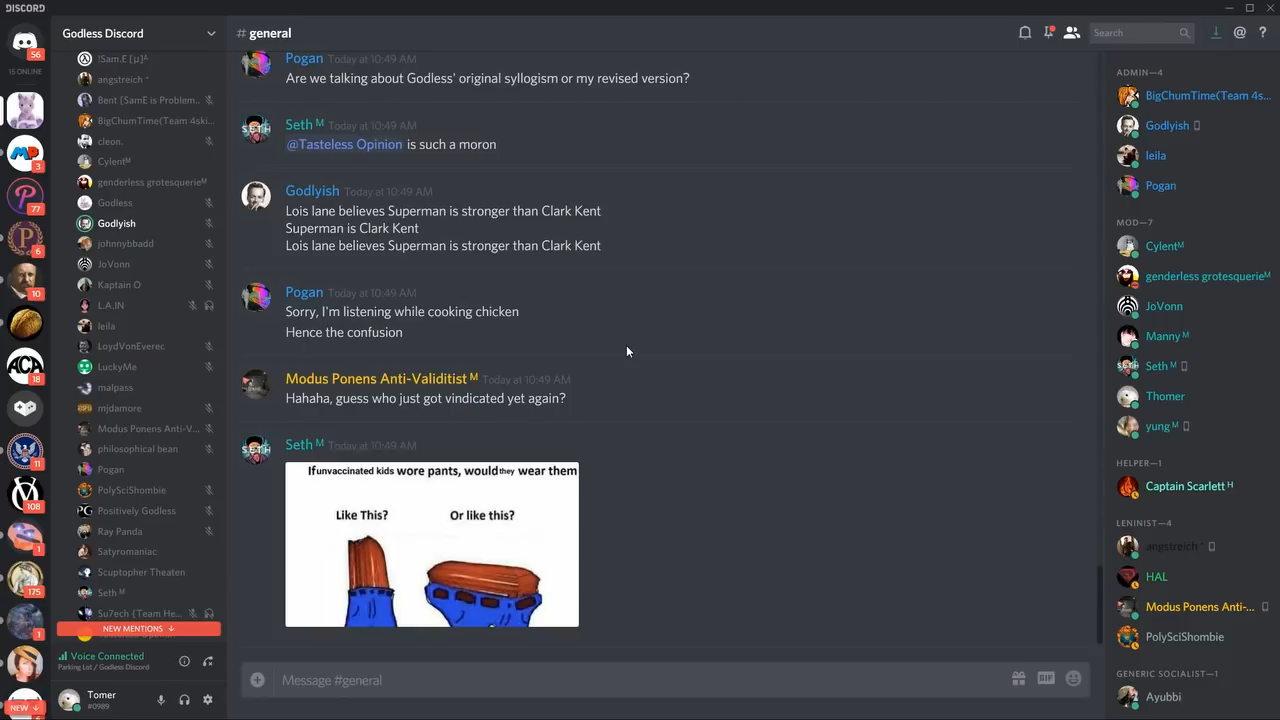 DISCORD
Godless Discord
# general
Search
56
15 ONLINE
3
77
6
10
18
11
108
1
175
1
NEW
!Sam.E [µ]ᴬ
angstreich
Bent [SamE is Problem...
BigChumTime(Team 4ski...
cleon.
Cylentᴹ
genderless grotesquerieᴹ
Godless
Godlyish
johnnybbadd
JoVonn
Kaptain O
L.A.IN
leila
LoydVonEverec
LuckyMe
malpass
mjdamore
Modus Ponens Anti-V...
philosophical bean
Pogan
PolySciShombie
Positively Godless
Ray Panda
Satyromaniac
Scuptopher Theaten
Seth ᴹ
Su7ech {Team He...
NEW MENTIONS
Voice Connected
Parking Lot / Godless Discord
Tomer
#0989
Pogan Today at 10:49 AM
Are we talking about Godless' original syllogism or my revised version?
Seth ᴹ Today at 10:49 AM
@Tasteless Opinion is such a moron
Godlyish Today at 10:49 AM
Lois lane believes Superman is stronger than Clark Kent
Superman is Clark Kent
Lois lane believes Superman is stronger than Clark Kent
Pogan Today at 10:49 AM
Sorry, I'm listening while cooking chicken
Hence the confusion
Modus Ponens Anti-Validitist ᴹ Today at 10:49 AM
Hahaha, guess who just got vindicated yet again?
Seth ᴹ Today at 10:49 AM
If unvaccinated kids wore pants, would they wear them
Like This? Or like this?
Message #general
GIF
ADMIN—4
BigChumTime(Team 4s...
Godlyish
leila
Pogan
MOD—7
Cylentᴹ
genderless grotesquerieᴹ
JoVonn
Manny ᴹ
Seth ᴹ
Thomer
yung ᴹ
HELPER—1
Captain Scarlett ᴴ
LENINIST—4
angstreich
HAL
Modus Ponens Anti-...
PolySciShombie
GENERIC SOCIALIST—1
Ayubbi